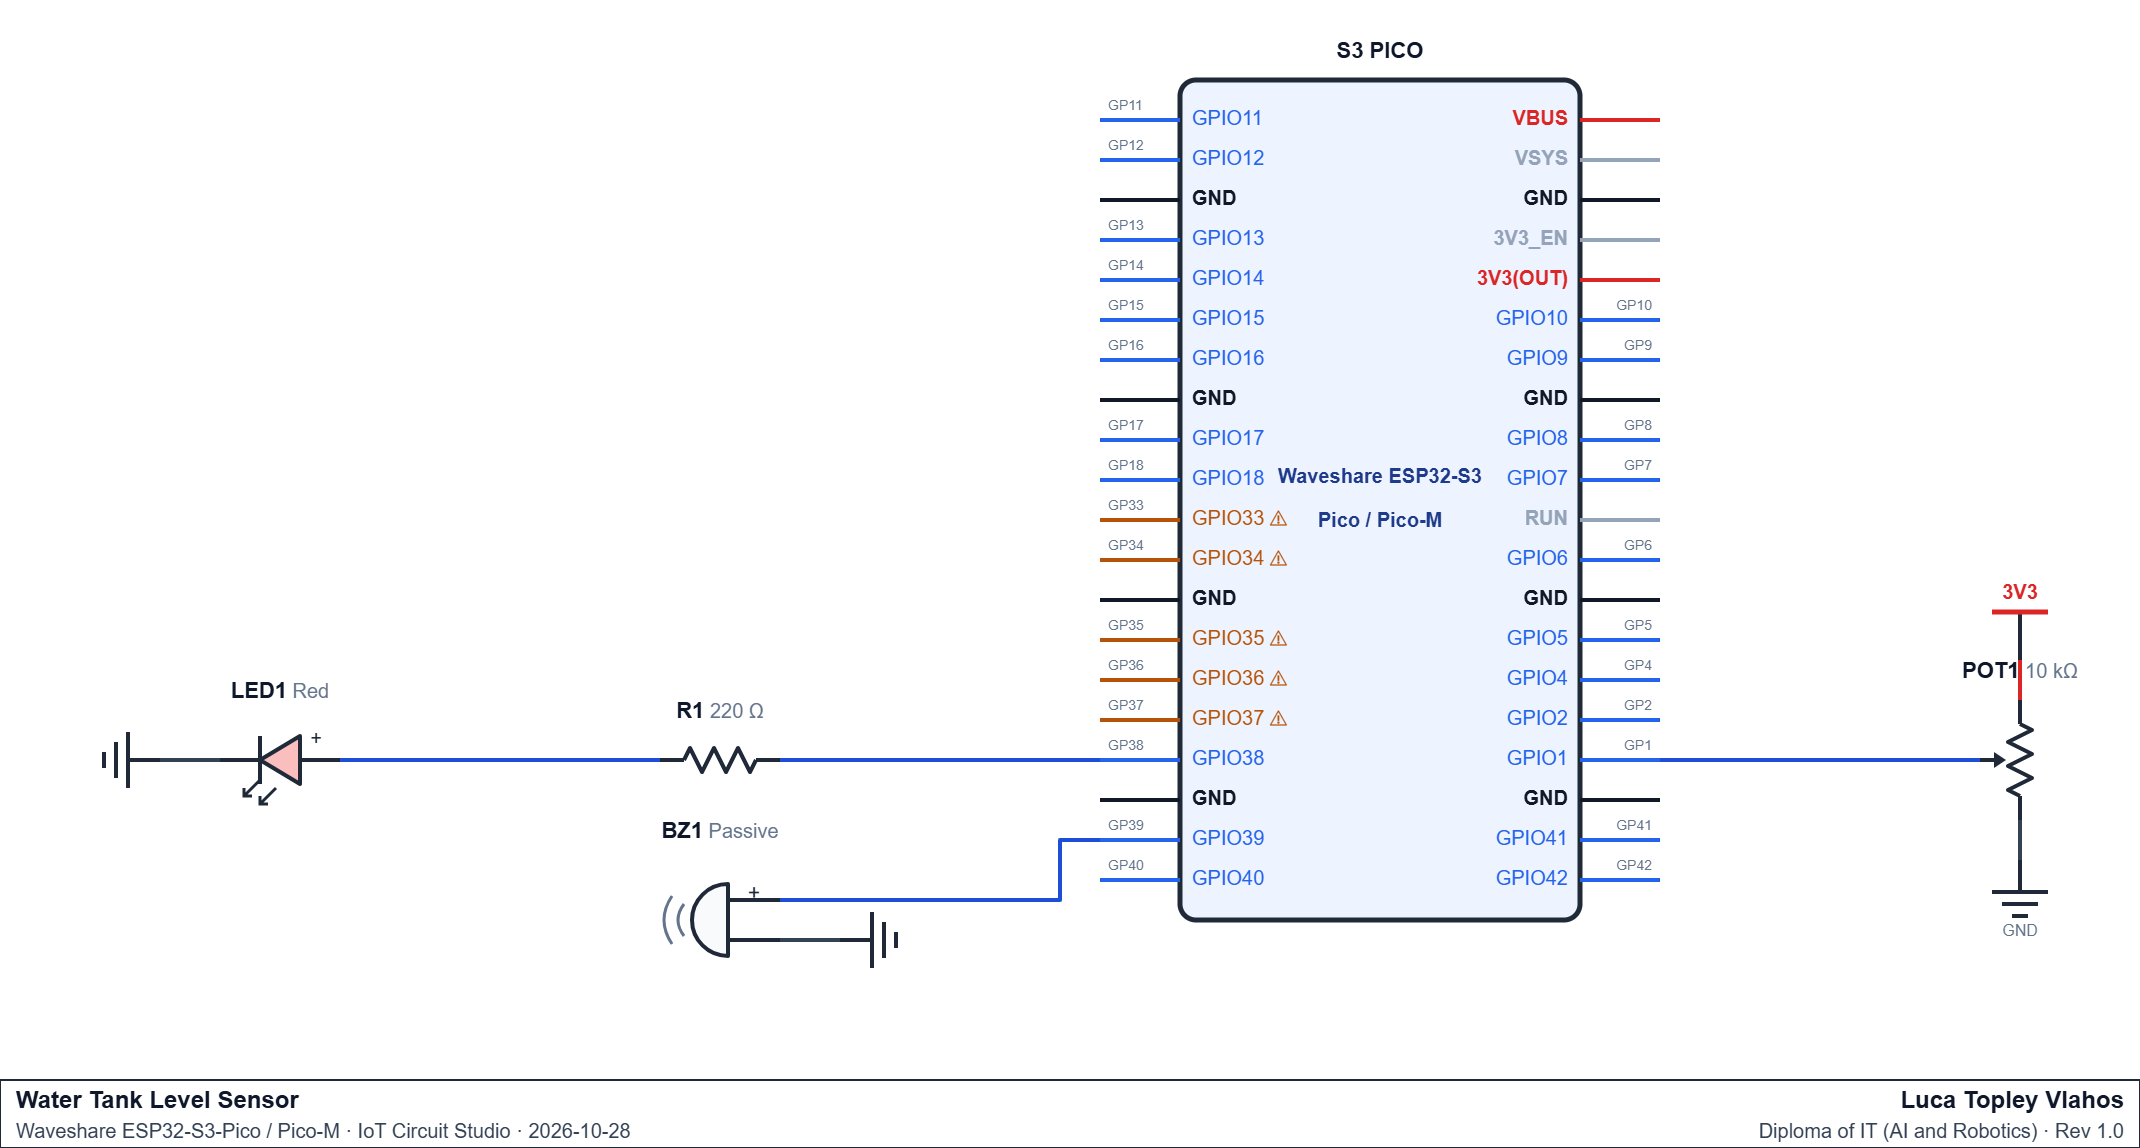 S3 PICO
GP11 GPIO11 VBUS
GP12 GPIO12 VSYS
GND GND
GP13 GPIO13 3V3_EN
GP14 GPIO14 3V3(OUT)
GP15 GPIO15 GPIO10 GP10
GP16 GPIO16 GPIO9 GP9
GND GND
GP17 GPIO17 GPIO8 GP8
GP18 GPIO18 Waveshare ESP32-S3 GPIO7 GP7
GP33 GPIO33 ⚠ Pico / Pico-M RUN
GP34 GPIO34 ⚠ GPIO6 GP6
GND GND
3V3
GP35 GPIO35 ⚠ GPIO5 GP5
GP36 GPIO36 ⚠ GPIO4 GP4
POT1 10 kΩ
LED1 Red
R1 220 Ω
GP37 GPIO37 ⚠ GPIO2 GP2
+
GP38 GPIO38 GPIO1 GP1
GND GND
BZ1 Passive
GP39 GPIO39 GPIO41 GP41
GP40 GPIO40 GPIO42 GP42
+
GND
Water Tank Level Sensor
Waveshare ESP32-S3-Pico / Pico-M · IoT Circuit Studio · 2026-10-28
Luca Topley Vlahos
Diploma of IT (AI and Robotics) · Rev 1.0